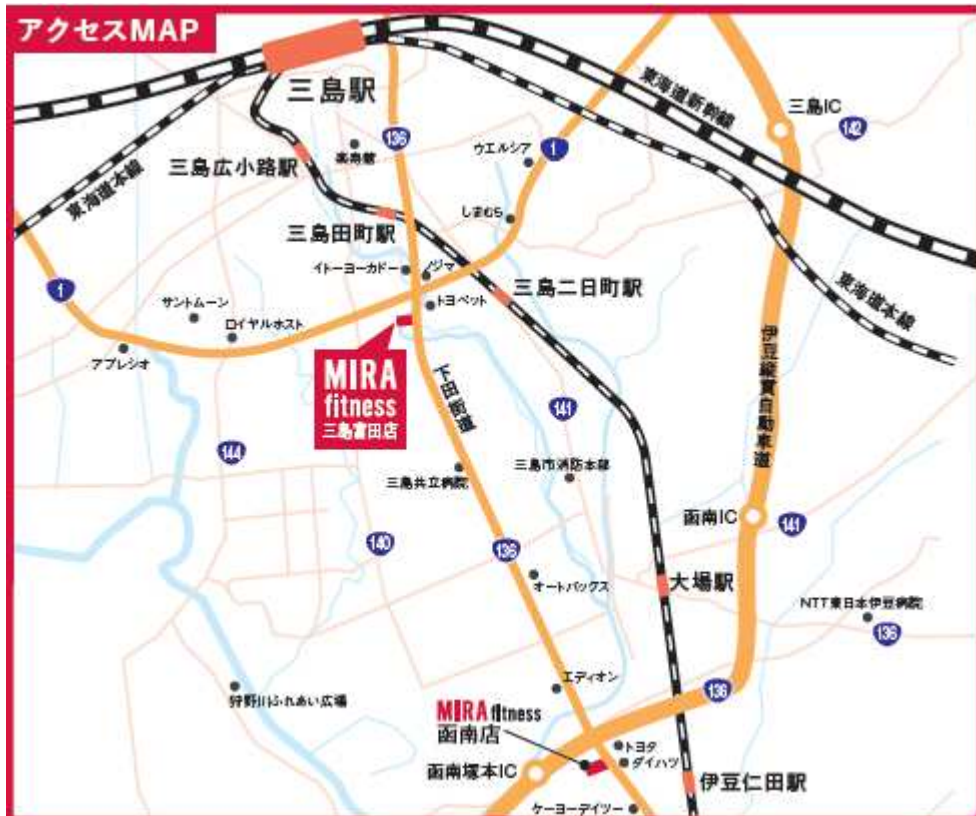 アクセスMAP
三島駅
東海道新幹線
三島IC
142
136
楽寿館
ウエルシア
1
三島広小路駅
東海道本線
しまむら
三島田町駅
イトーヨーカドー
ノジマ
三島二日町駅
1
サントムーン
トヨペット
東海道本線
ロイヤルホスト
アプレシオ
MIRA
fitness
三島富田店
下田街道
141
伊豆縦貫自動車道
144
三島共立病院
三島市消防本部
函南IC
141
140
136
オートバックス
大場駅
NTT東日本伊豆病院
136
エディオン
136
狩野川ふれあい広場
MIRA fitness
函南店
トヨタ
ダイハツ
函南塚本IC
伊豆仁田駅
ケーヨーデイツー